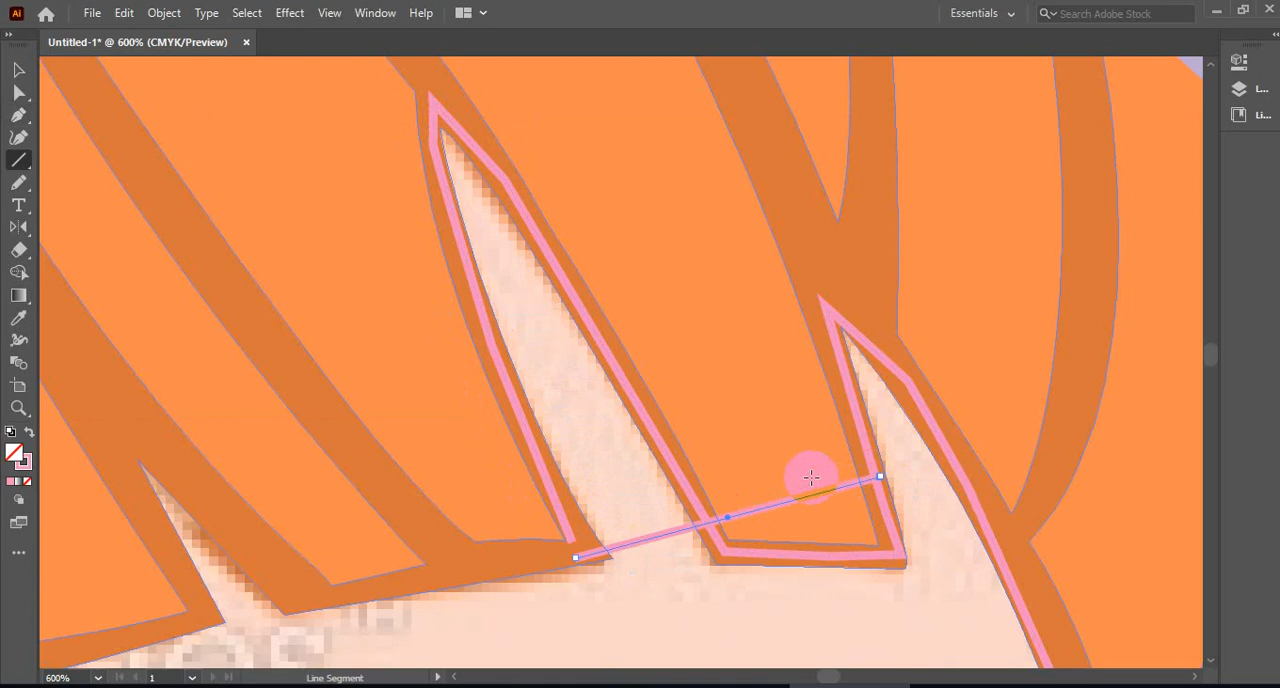 Ai File Edit Object Type Select Effect View Window Help Essentials Search Adobe Stock
Untitled-1* @ 600% (CMYK/Preview) ×
L...
Li...
T
600% 1 Line Segment